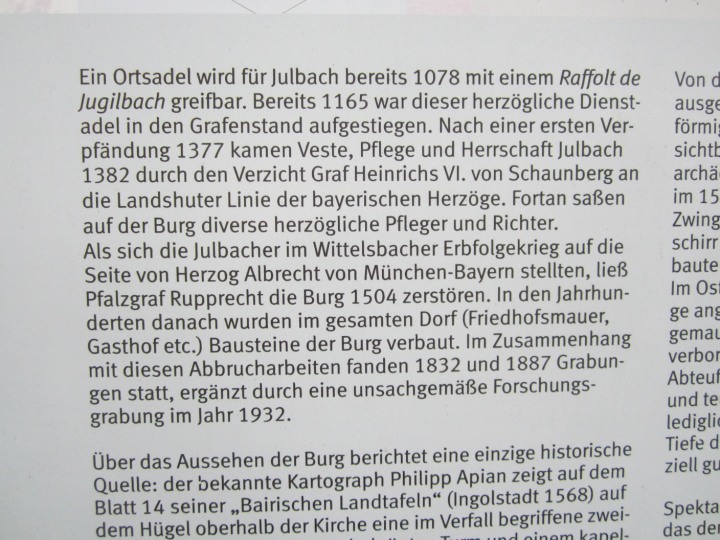 Ein Ortsadel wird für Julbach bereits 1078 mit einem Raffolt de
Jugilbach greifbar. Bereits 1165 war dieser herzögliche Dienst-
adel in den Grafenstand aufgestiegen. Nach einer ersten Ver-
pfändung 1377 kamen Veste, Pflege und Herrschaft Julbach
1382 durch den Verzicht Graf Heinrichs VI. von Schaunberg an
die Landshuter Linie der bayerischen Herzöge. Fortan saßen
auf der Burg diverse herzögliche Pfleger und Richter.
Als sich die Julbacher im Wittelsbacher Erbfolgekrieg auf die
Seite von Herzog Albrecht von München-Bayern stellten, ließ
Pfalzgraf Rupprecht die Burg 1504 zerstören. In den Jahrhun-
derten danach wurden im gesamten Dorf (Friedhofsmauer,
Gasthof etc.) Bausteine der Burg verbaut. Im Zusammenhang
mit diesen Abbrucharbeiten fanden 1832 und 1887 Grabun-
gen statt, ergänzt durch eine unsachgemäße Forschungs-
grabung im Jahr 1932.
Über das Aussehen der Burg berichtet eine einzige historische
Quelle: der bekannte Kartograph Philipp Apian zeigt auf dem
Blatt 14 seiner „Bairischen Landtafeln“ (Ingolstadt 1568) auf
dem Hügel oberhalb der Kirche eine im Verfall begriffene zwei-
Turm und einem kapel-
Von d
ausge
förmi
sichtb
archä
im 15
Zwing
schirr
baute
Im Ost
ge ang
gemau
verbor
Abteuf
und te
ledigli
Tiefe d
ziell gu
Spekta
das de